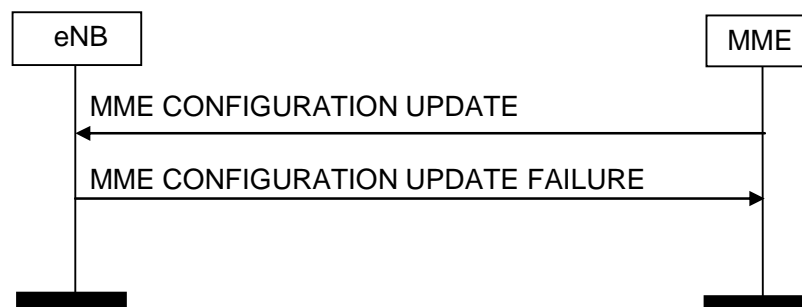 eNB
MME
MME CONFIGURATION UPDATE
MME CONFIGURATION UPDATE FAILURE